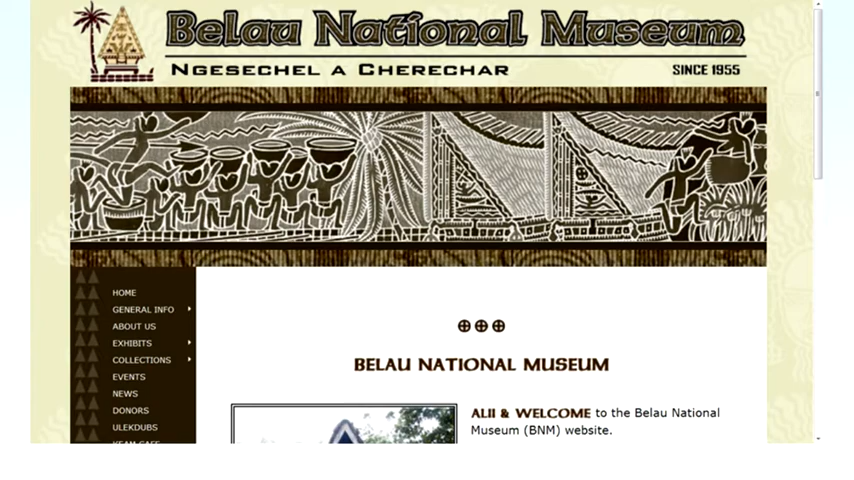 Belau National Museum
NGESECHEL A CHERECHAR
SINCE 1955
HOME
GENERAL INFO
ABOUT US
EXHIBITS
COLLECTIONS
EVENTS
NEWS
DONORS
ULEKDUBS
BELAU NATIONAL MUSEUM
ALII & WELCOME to the Belau National
Museum (BNM) website.